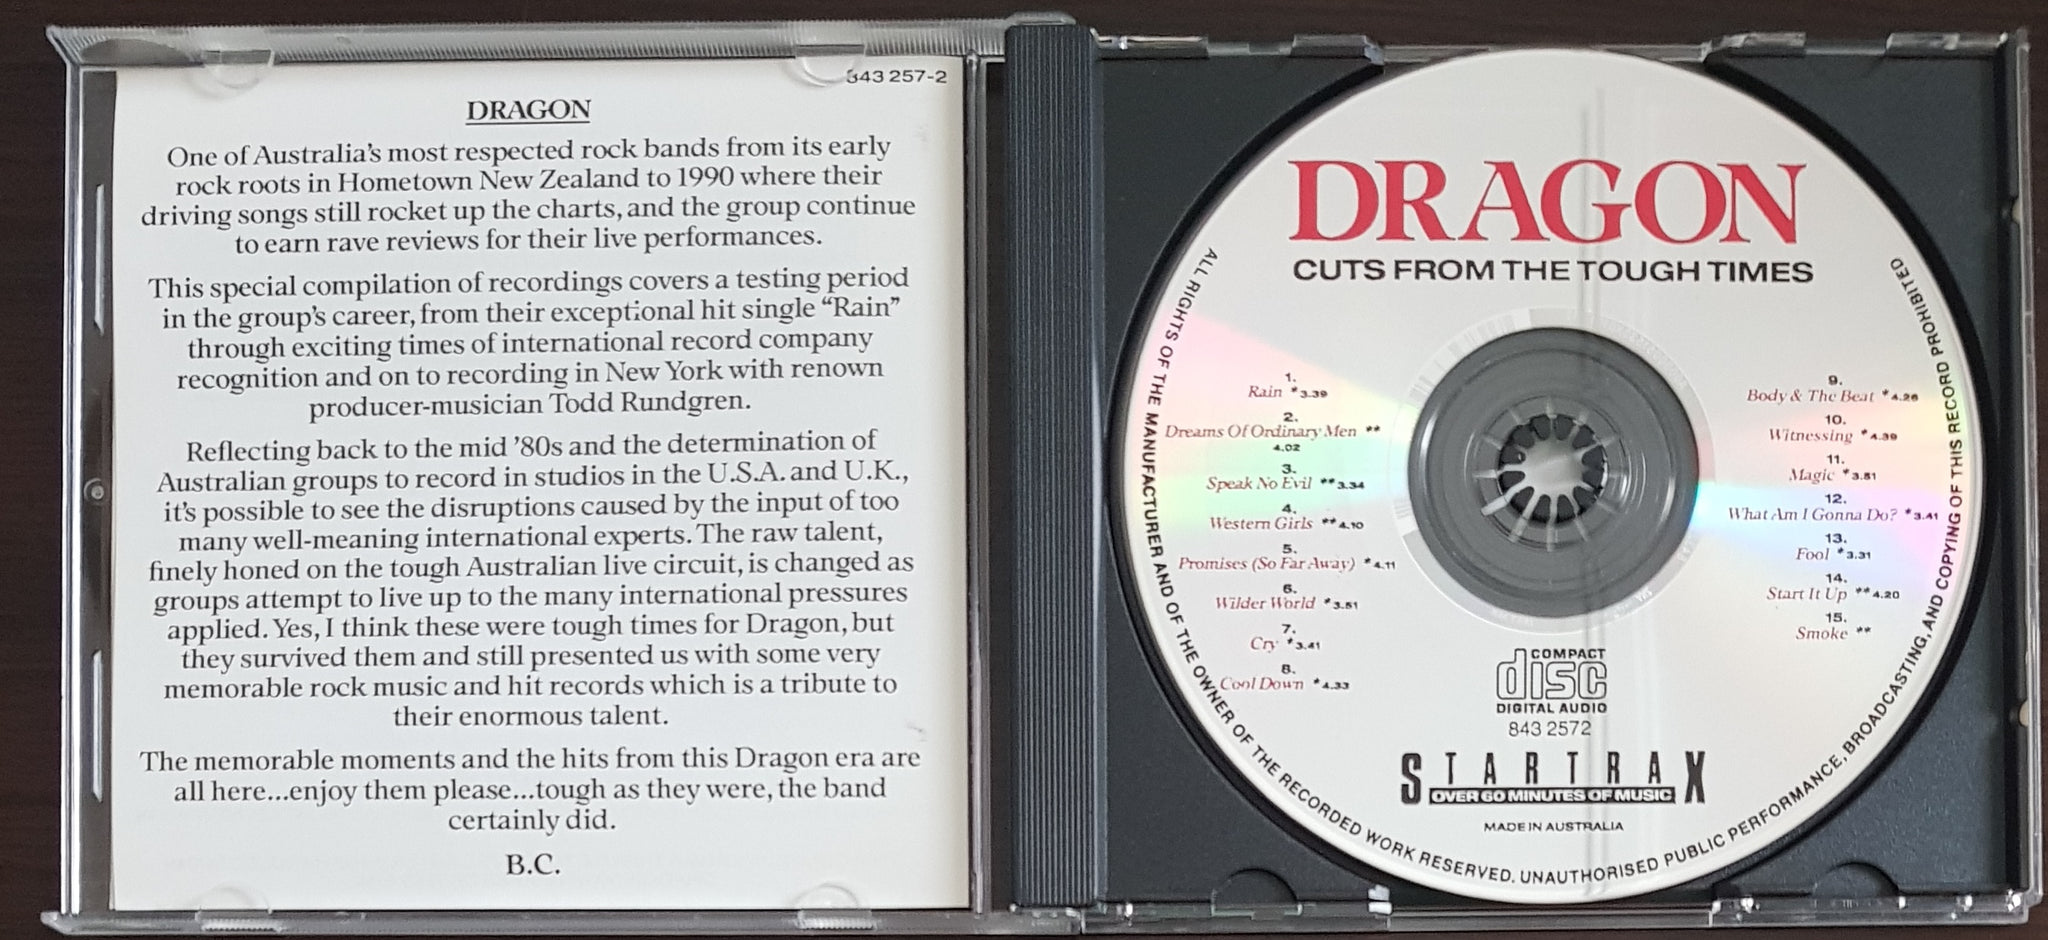 843 257-2
DRAGON
One of Australia's most respected rock bands from its early
rock roots in Hometown New Zealand to 1990 where their
driving songs still rocket up the charts, and the group continue
to earn rave reviews for their live performances.
This special compilation of recordings covers a testing period
in the group's career, from their exceptional hit single “Rain”
through exciting times of international record company
recognition and on to recording in New York with renown
producer-musician Todd Rundgren.
Reflecting back to the mid ’80s and the determination of
Australian groups to record in studios in the U.S.A. and U.K.,
it's possible to see the disruptions caused by the input of too
many well-meaning international experts. The raw talent,
finely honed on the tough Australian live circuit, is changed as
groups attempt to live up to the many international pressures
applied. Yes, I think these were tough times for Dragon, but
they survived them and still presented us with some very
memorable rock music and hit records which is a tribute to
their enormous talent.
The memorable moments and the hits from this Dragon era are
all here...enjoy them please...tough as they were, the band
certainly did.
B.C.
DRAGON
CUTS FROM THE TOUGH TIMES
1.
Rain *3.39
2.
Dreams Of Ordinary Men **
4.02
3.
Speak No Evil **3.34
4.
Western Girls **4.10
5.
Promises (So Far Away) *4.11
6.
Wilder World *3.51
7.
Cry *3.41
8.
Cool Down *4.33
9.
Body & The Beat *4.26
10.
Witnessing *4.39
11.
Magic *3.51
12.
What Am I Gonna Do? *3.41
13.
Fool *3.31
14.
Start It Up **4.20
15.
Smoke **
COMPACT
disc
DIGITAL AUDIO
843 2572
STARTRAX
OVER 60 MINUTES OF MUSIC
MADE IN AUSTRALIA
ALL RIGHTS OF THE MANUFACTURER AND OF THE OWNER OF THE RECORDED WORK RESERVED. UNAUTHORISED PUBLIC PERFORMANCE, BROADCASTING, AND COPYING OF THIS RECORD PROHIBITED